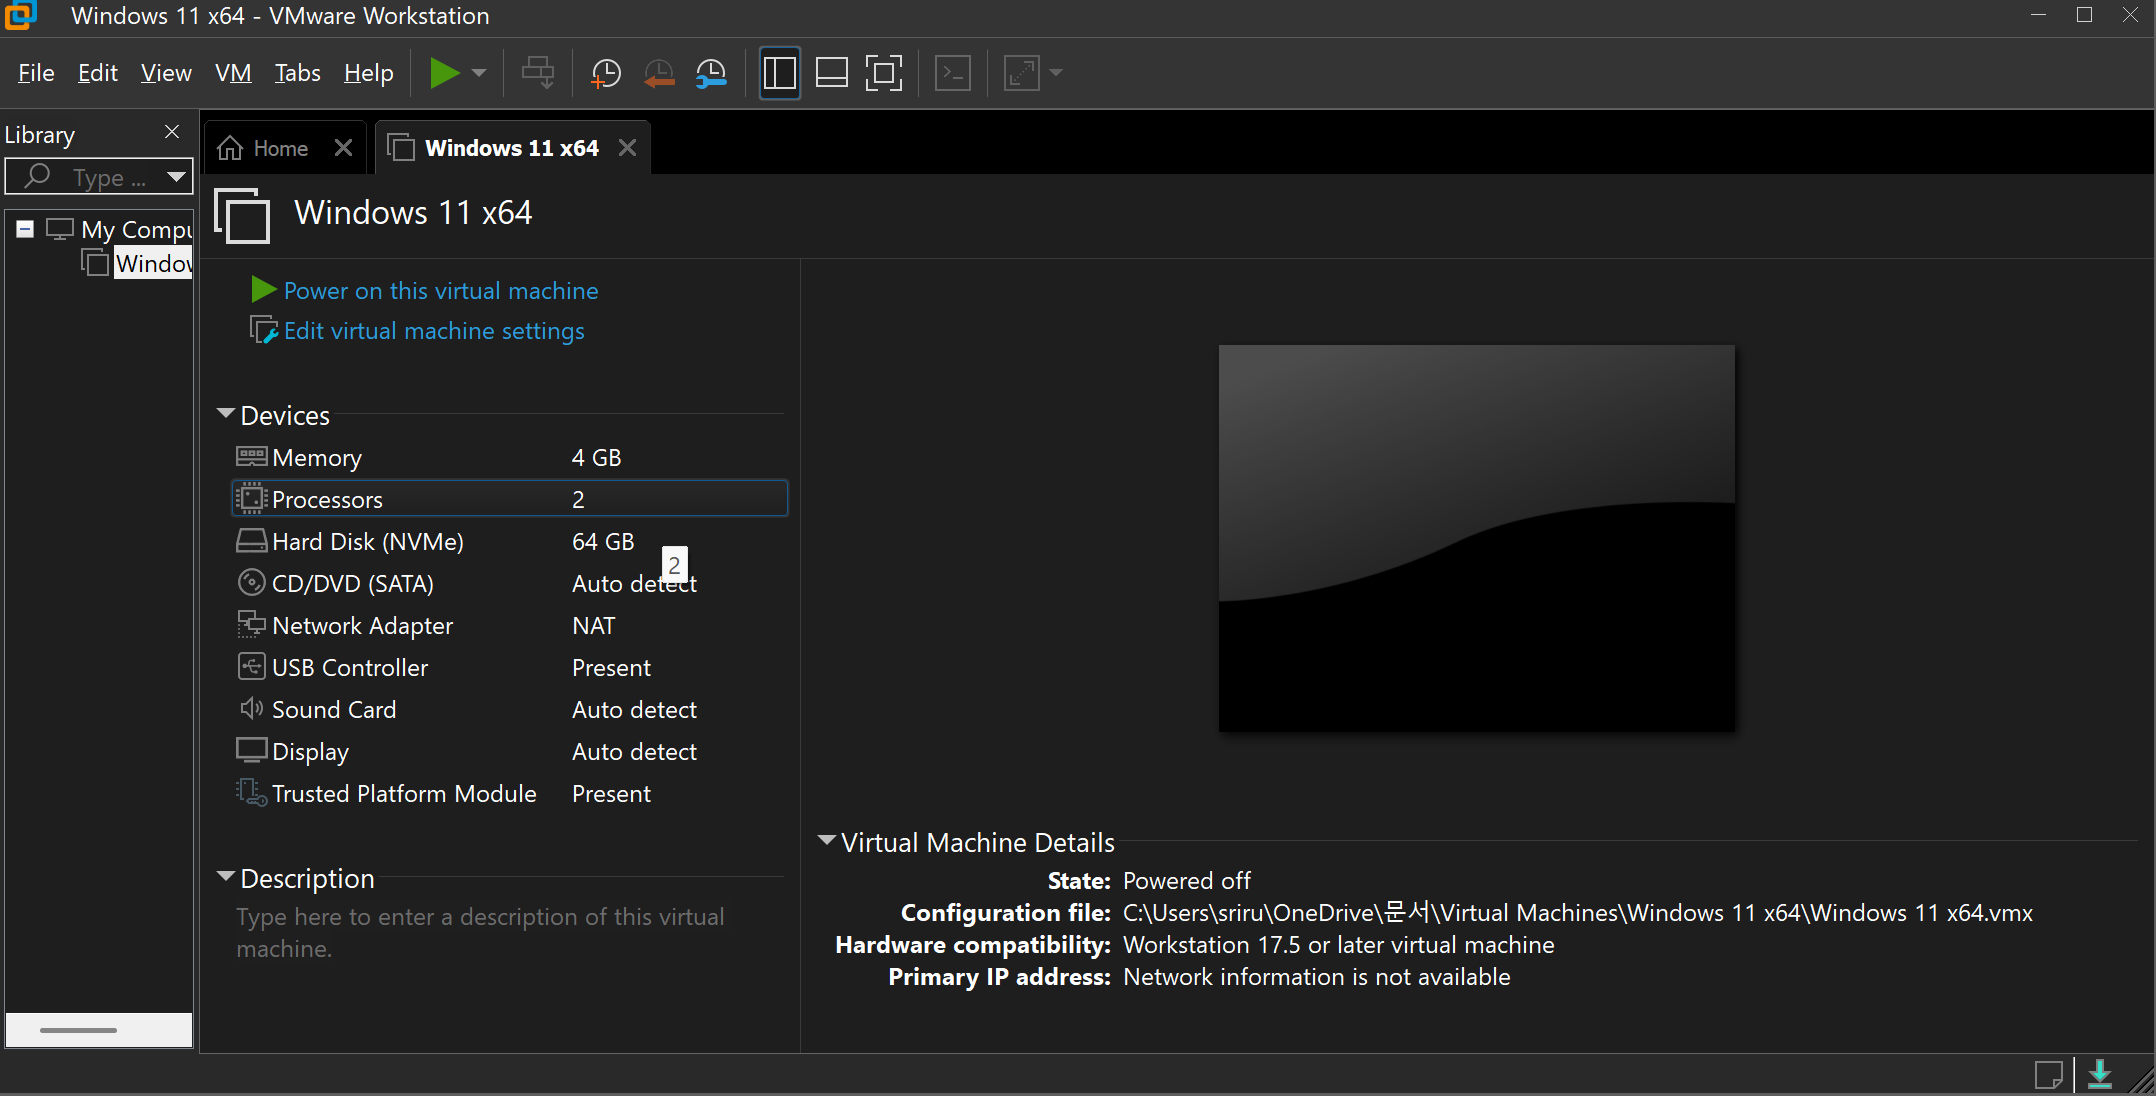 Windows 11 x64 - VMware Workstation
File Edit View VM Tabs Help
Library
Type ...
My Compu
Window
Home
Windows 11 x64
Windows 11 x64
Power on this virtual machine
Edit virtual machine settings
Devices
Memory 4 GB
Processors 2
Hard Disk (NVMe) 64 GB
2
CD/DVD (SATA) Auto detect
Network Adapter NAT
USB Controller Present
Sound Card Auto detect
Display Auto detect
Trusted Platform Module Present
Description
Type here to enter a description of this virtual
machine.
Virtual Machine Details
State: Powered off
Configuration file: C:\Users\sriru\OneDrive\문서\Virtual Machines\Windows 11 x64\Windows 11 x64.vmx
Hardware compatibility: Workstation 17.5 or later virtual machine
Primary IP address: Network information is not available